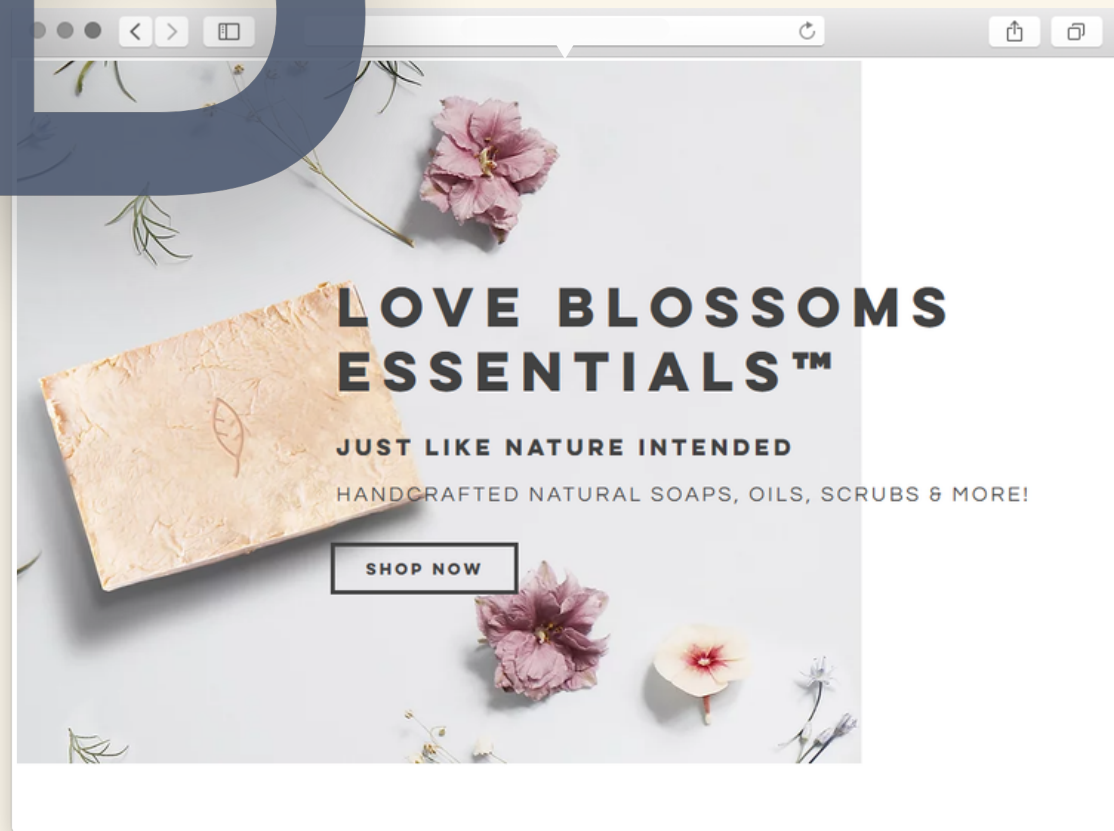 LOVE BLOSSOMS
ESSENTIALS™
JUST LIKE NATURE INTENDED
HANDCRAFTED NATURAL SOAPS, OILS, SCRUBS & MORE!
SHOP NOW